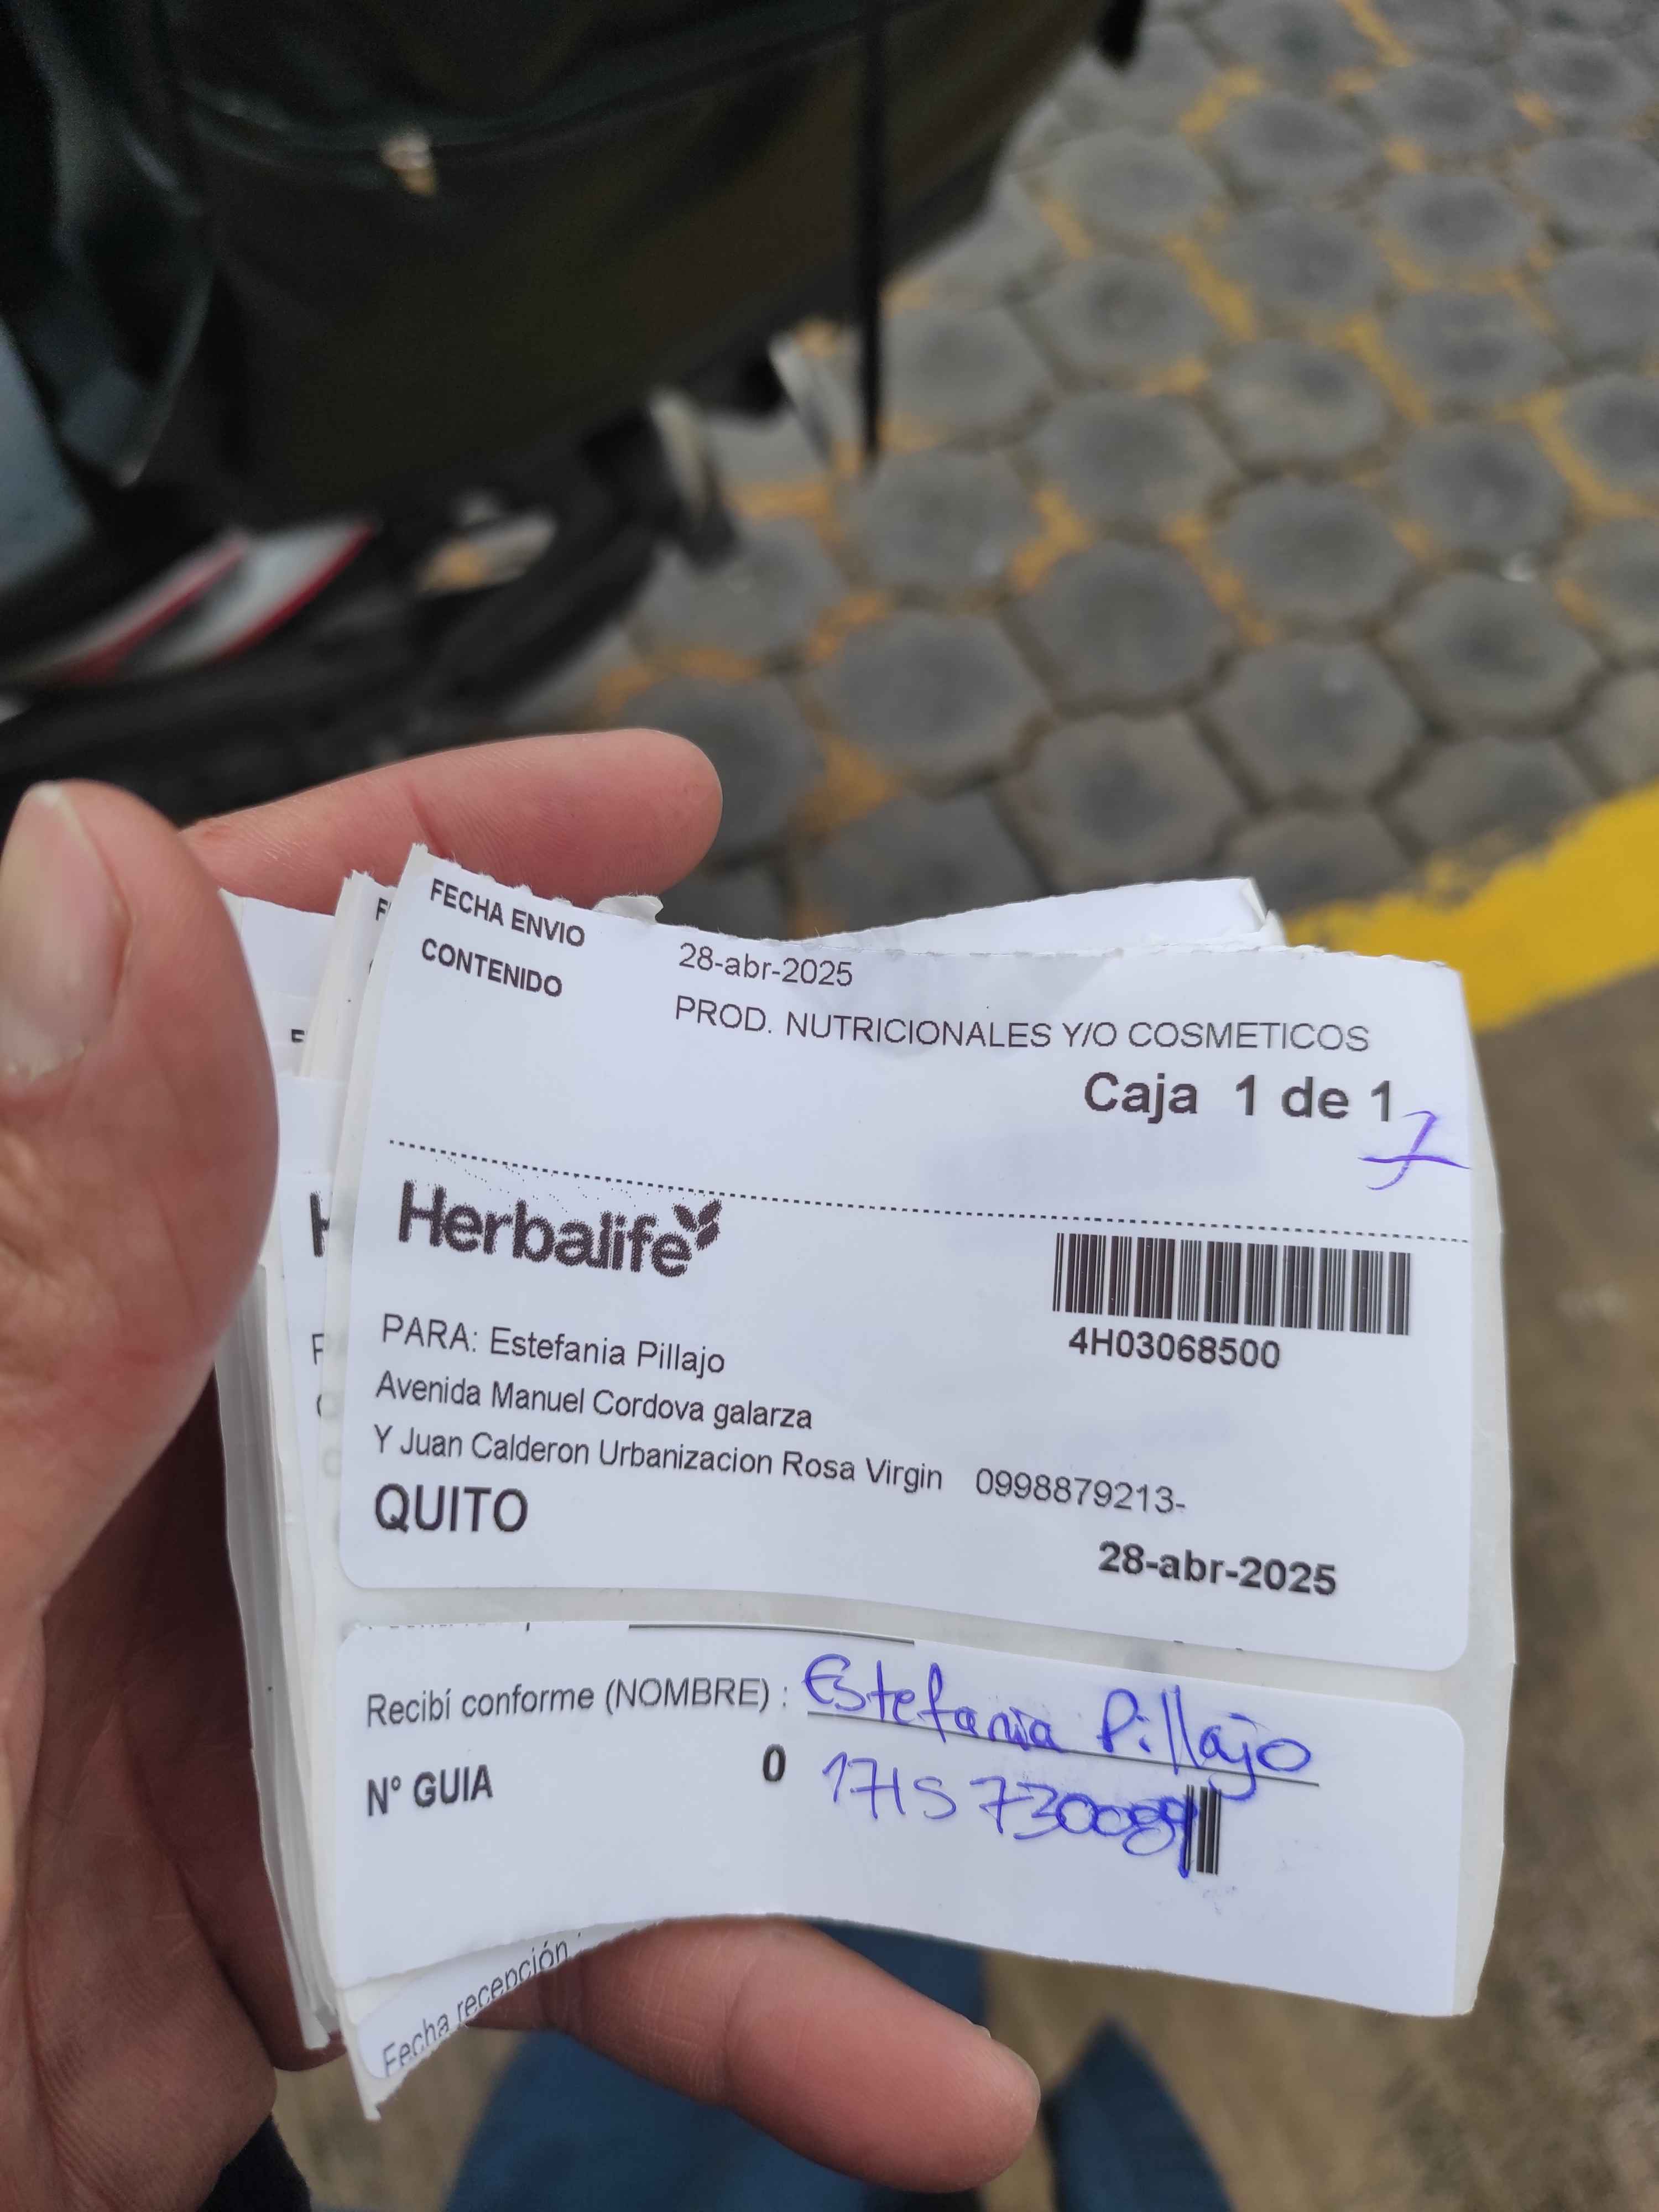 FECHA ENVIO 28-abr-2025
CONTENIDO PROD. NUTRICIONALES Y/O COSMETICOS
Caja 1 de 1
Herbalife
4H03068500
PARA: Estefania Pillajo
Avenida Manuel Cordova galarza
Y Juan Calderon Urbanizacion Rosa Virgin 0998879213-
QUITO
28-abr-2025
Recibí conforme (NOMBRE) : Estefania Pillajo
N° GUIA 0
Fecha recepción